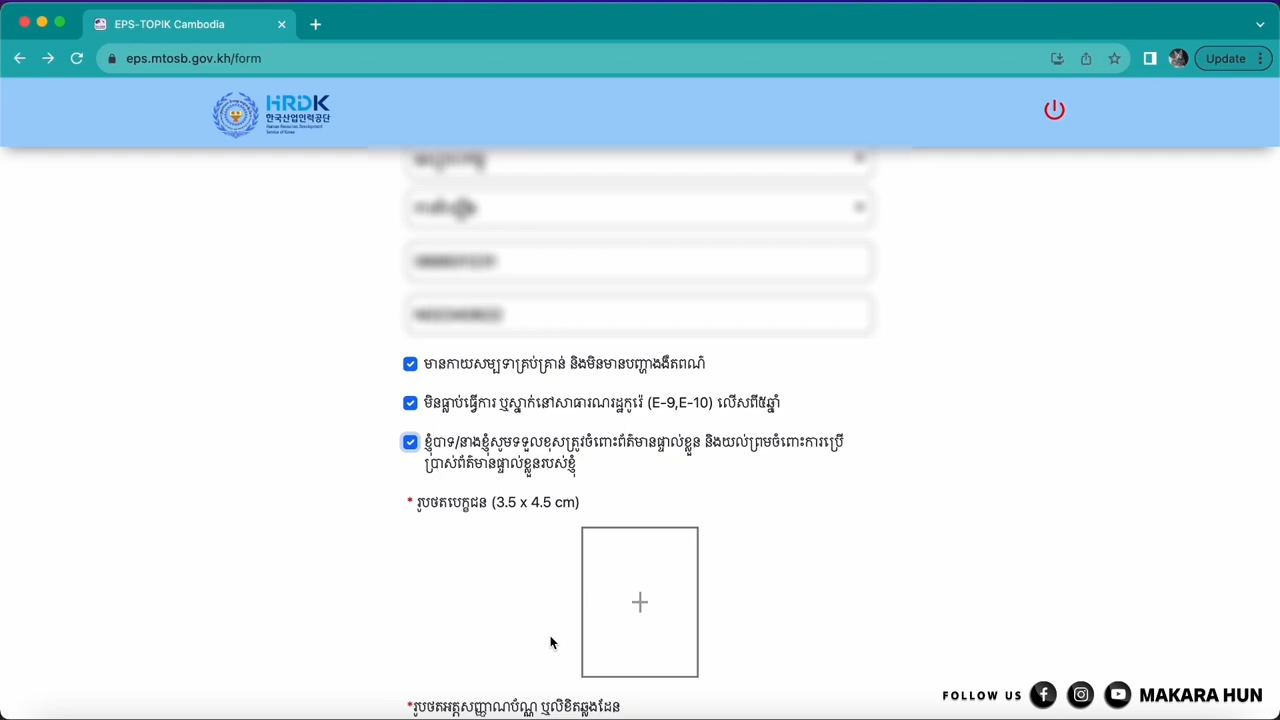 EPS-TOPIK Cambodia
eps.mtosb.gov.kh/form
Update
HRDK
한국산업인력공단
Human Resources Development
Service of Korea
មានកាយសម្បទាគ្រប់គ្រាន់ និងមិនមានបញ្ហាងងឹតពណ៌
មិនធ្លាប់ធ្វើការ ឬស្នាក់នៅសាធារណរដ្ឋកូរ៉េ (E-9,E-10) លើសពី៥ឆ្នាំ
ខ្ញុំបាទ/នាងខ្ញុំសូមទទួលខុសត្រូវចំពោះព័ត៌មានផ្ទាល់ខ្លួន និងយល់ព្រមចំពោះការប្រើ
ប្រាស់ព័ត៌មានផ្ទាល់ខ្លួនរបស់ខ្ញុំ
* រូបថតបេក្ខជន (3.5 x 4.5 cm)
*រូបថតអត្តសញ្ញាណប័ណ្ណ ឬលិខិតឆ្លងដែន
FOLLOW US
MAKARA HUN